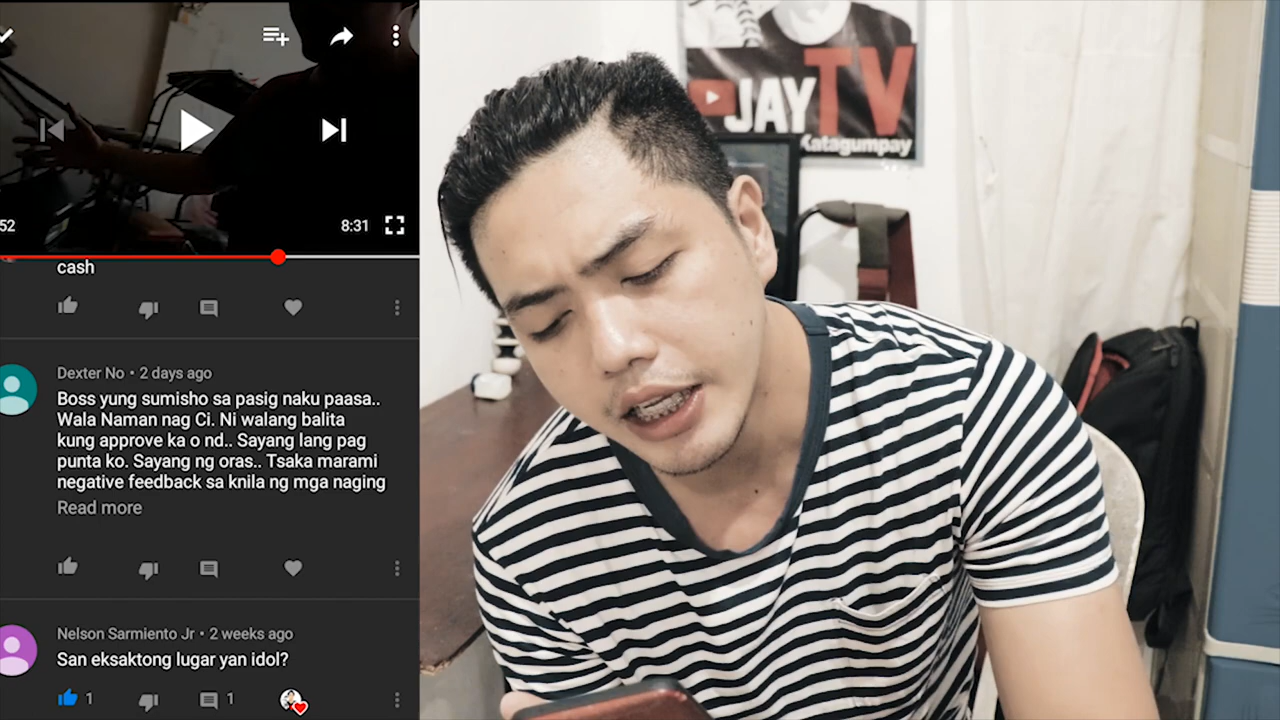 52
8:31
cash
Dexter No • 2 days ago
Boss yung sumisho sa pasig naku paasa..
Wala Naman nag Ci. Ni walang balita
kung approve ka o nd.. Sayang lang pag
punta ko. Sayang ng oras.. Tsaka marami
negative feedback sa knila ng mga naging
Read more
Nelson Sarmiento Jr • 2 weeks ago
San eksaktong lugar yan idol?
1
1
JAYTV
Katagumpay